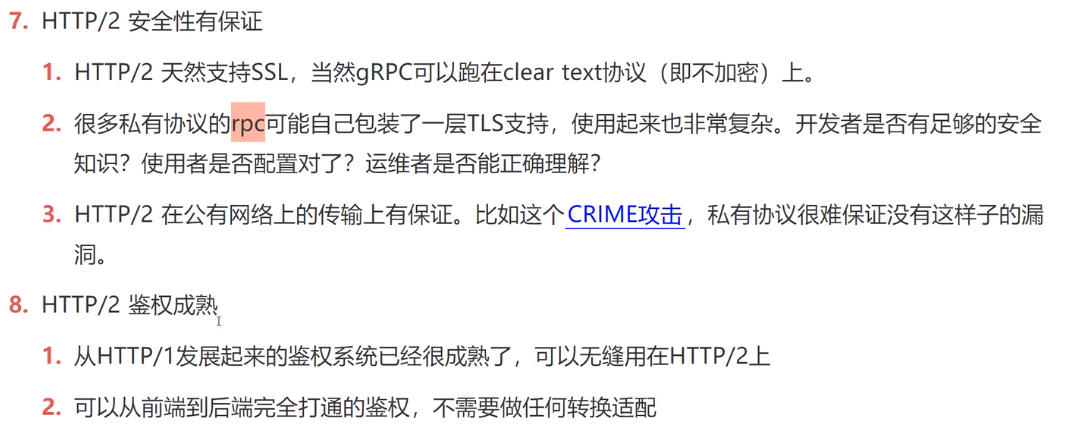 7. HTTP/2 安全性有保证
1. HTTP/2 天然支持SSL，当然gRPC可以跑在clear text协议（即不加密）上。
2. 很多私有协议的rpc可能自己包装了一层TLS支持，使用起来也非常复杂。开发者是否有足够的安全
知识？使用者是否配置对了？运维者是否能正确理解？
3. HTTP/2 在公有网络上的传输上有保证。比如这个CRIME攻击，私有协议很难保证没有这样子的漏
洞。
8. HTTP/2 鉴权成熟
1. 从HTTP/1发展起来的鉴权系统已经很成熟了，可以无缝用在HTTP/2上
2. 可以从前端到后端完全打通的鉴权，不需要做任何转换适配